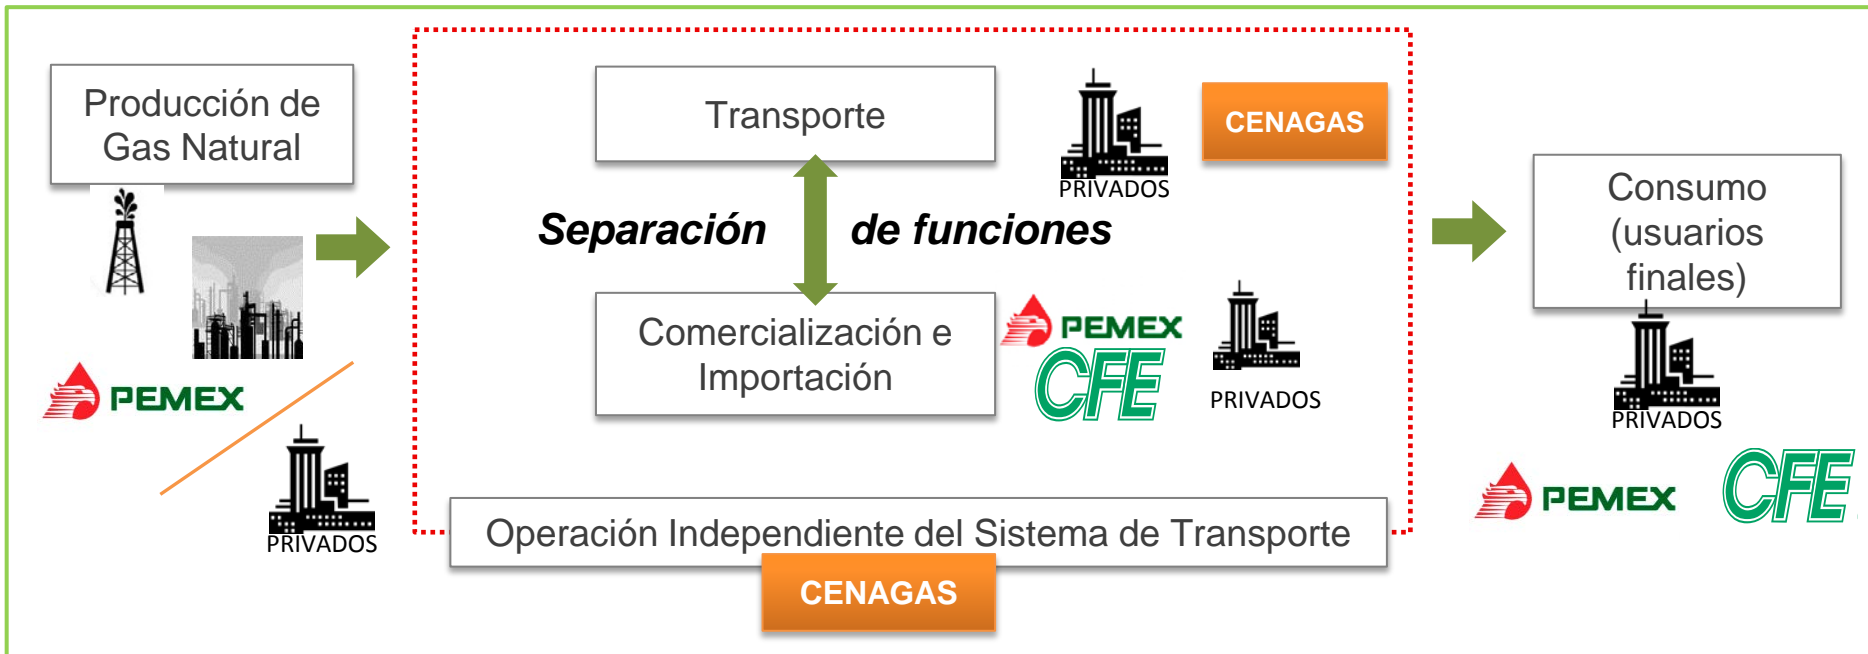 Producción de
Gas Natural
PEMEX
PRIVADOS
Transporte
PRIVADOS
CENAGAS
Separación de funciones
Comercialización e
Importación
PEMEX
CFE
PRIVADOS
Operación Independiente del Sistema de Transporte
CENAGAS
Consumo
(usuarios
finales)
PRIVADOS
PEMEX
CFE